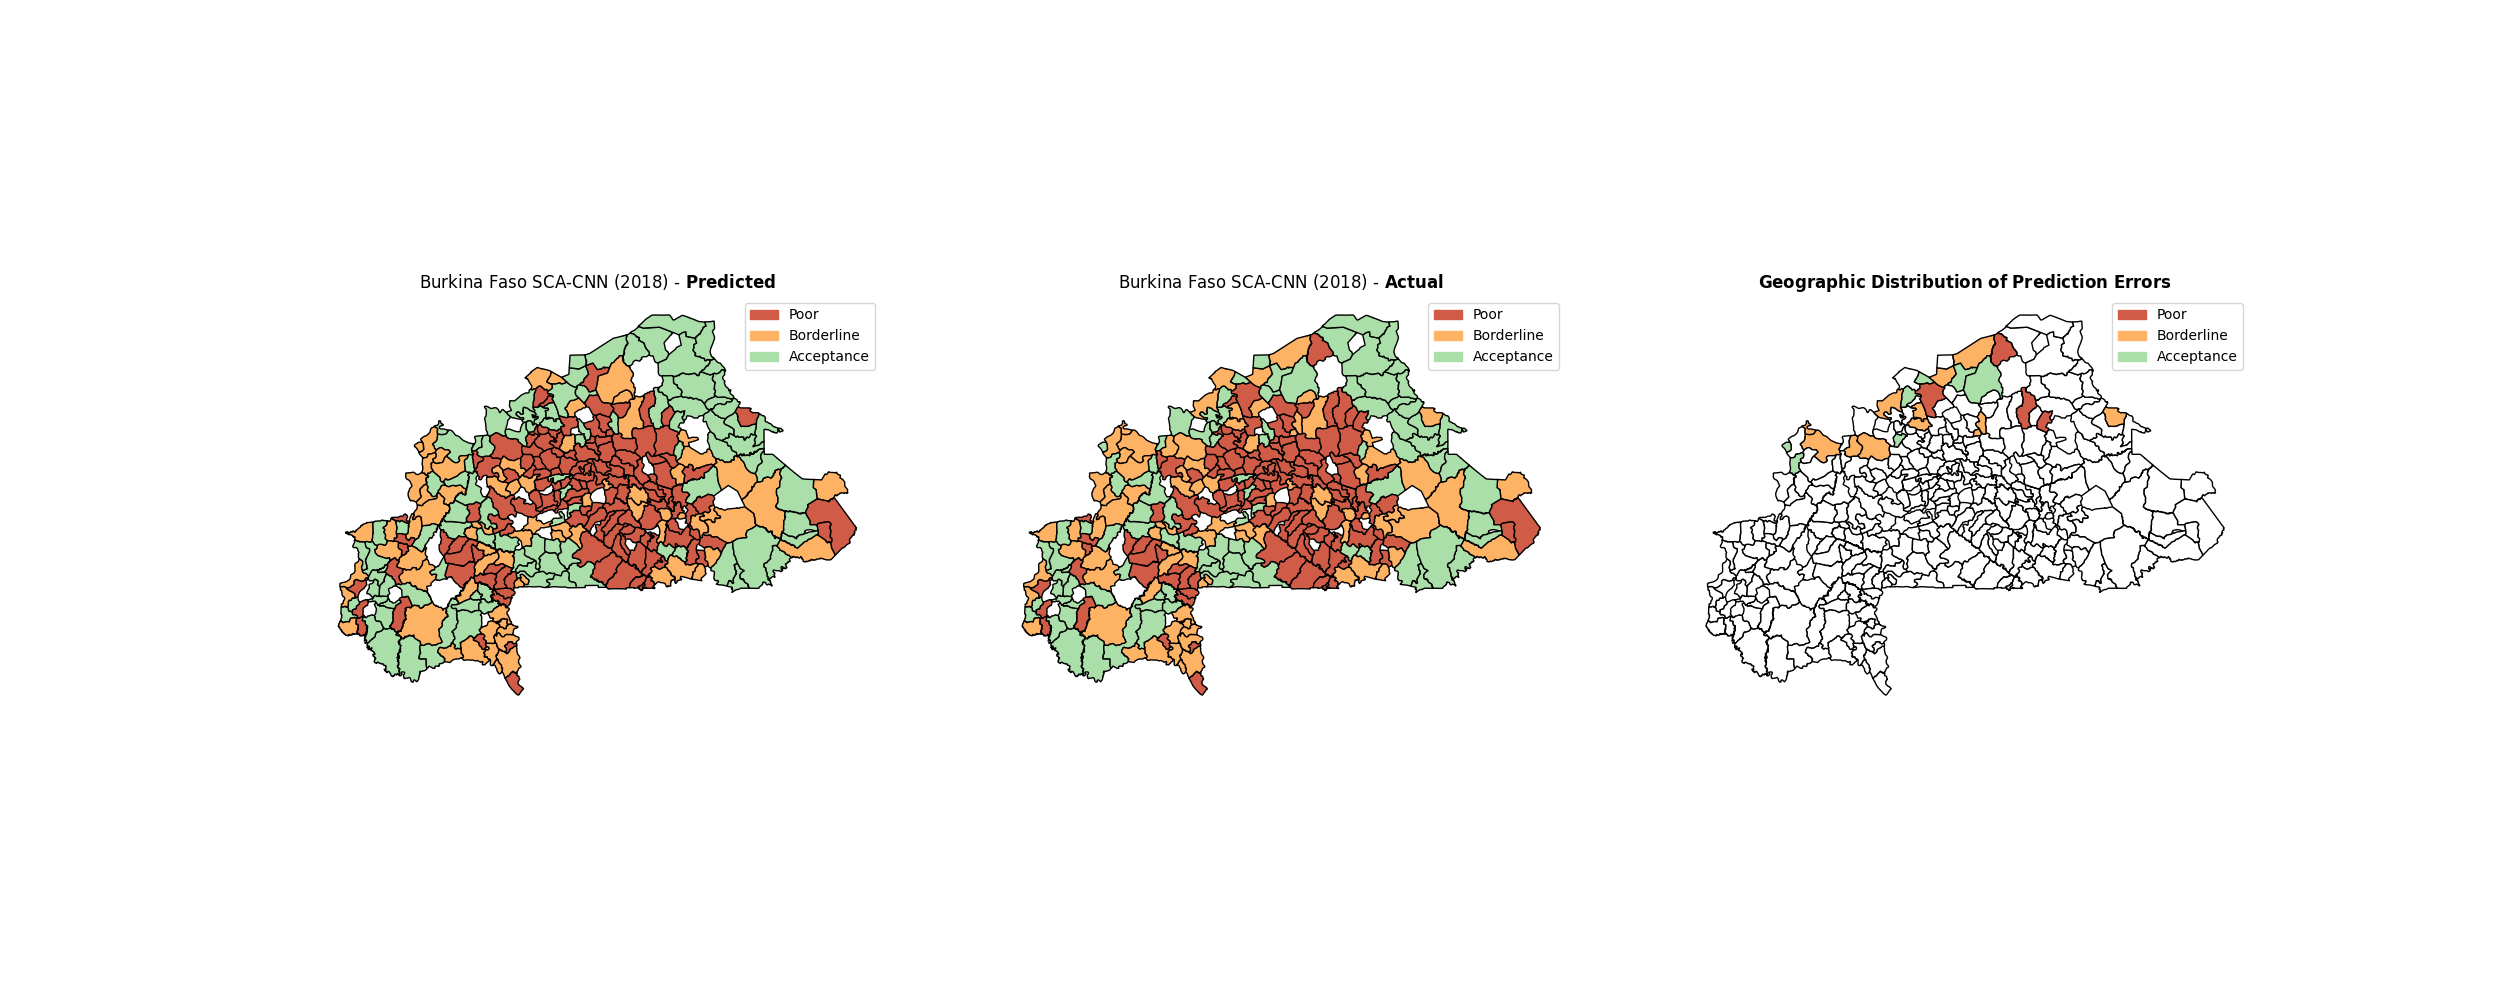 Burkina Faso SCA-CNN (2018) - Predicted
Poor
Borderline
Acceptance
Burkina Faso SCA-CNN (2018) - Actual
Poor
Borderline
Acceptance
Geographic Distribution of Prediction Errors
Poor
Borderline
Acceptance